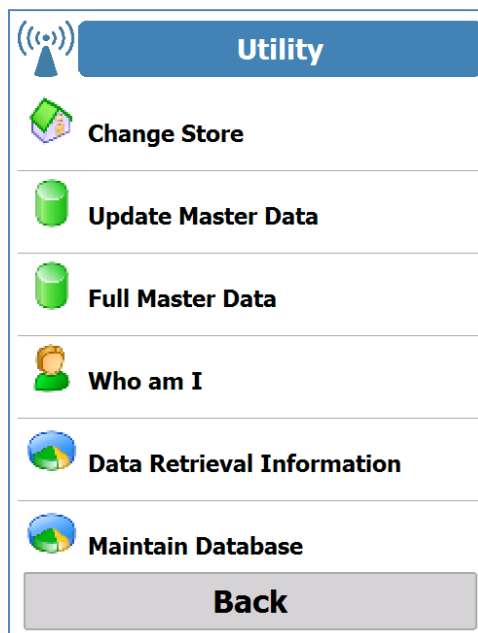 Utility
Change Store
Update Master Data
Full Master Data
Who am I
Data Retrieval Information
Maintain Database
Back